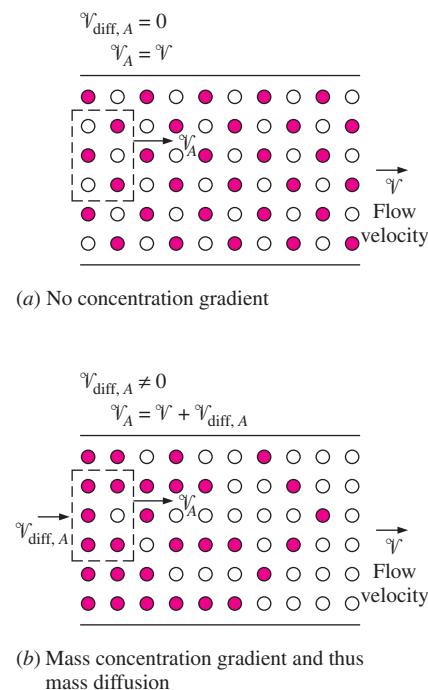 𝒱diff, A = 0
𝒱A = 𝒱
𝒱A
𝒱
Flow
velocity
(a) No concentration gradient
𝒱diff, A ≠ 0
𝒱A = 𝒱 + 𝒱diff, A
𝒱A
𝒱diff, A
𝒱
Flow
velocity
(b) Mass concentration gradient and thus
mass diffusion